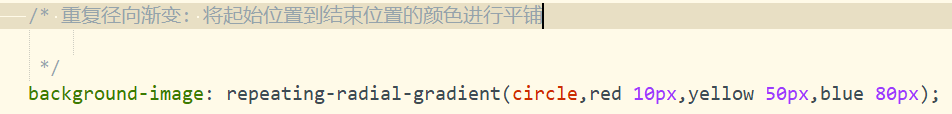 /* 重复径向渐变: 将起始位置到结束位置的颜色进行平铺
*/
background-image: repeating-radial-gradient(circle,red 10px,yellow 50px,blue 80px);